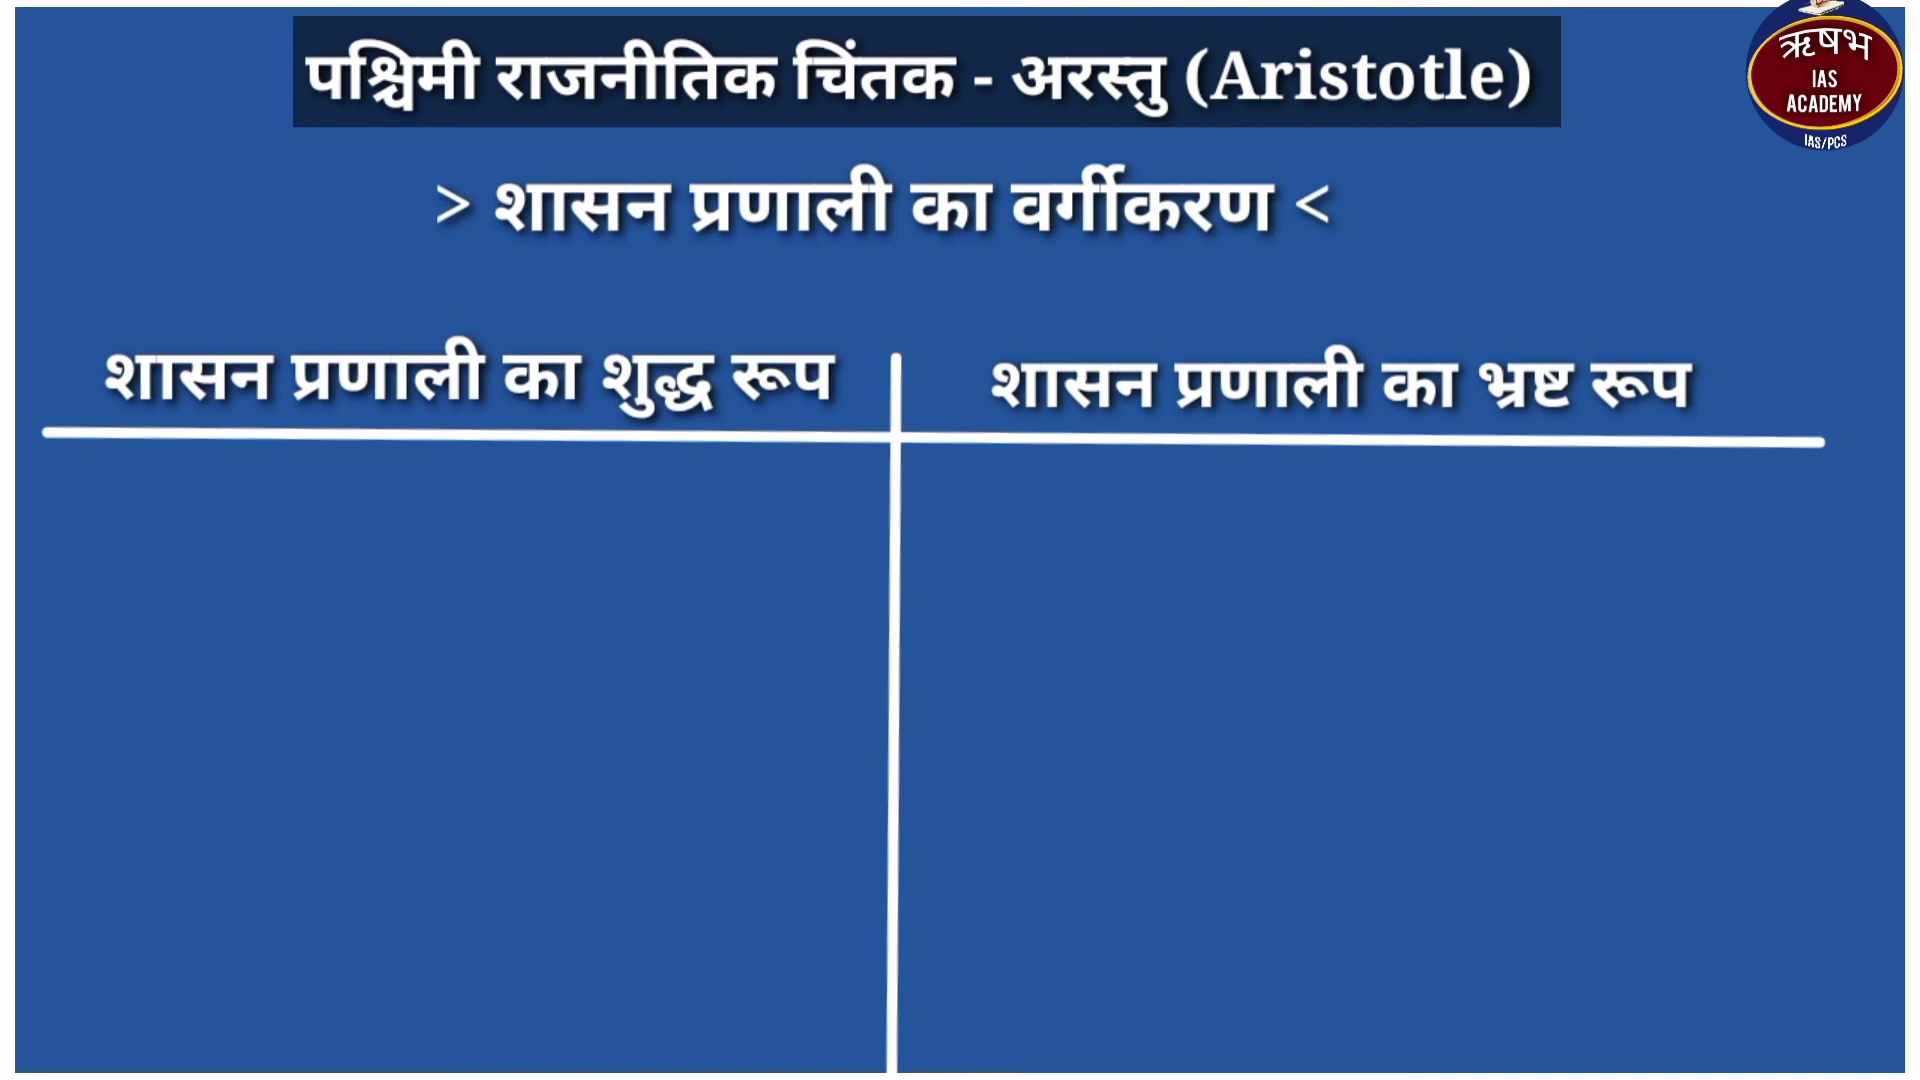 पश्चिमी राजनीतिक चिंतक - अरस्तु (Aristotle)
ऋषभ
IAS
ACADEMY
IAS/PCS
> शासन प्रणाली का वर्गीकरण <
शासन प्रणाली का शुद्ध रूप
शासन प्रणाली का भ्रष्ट रूप